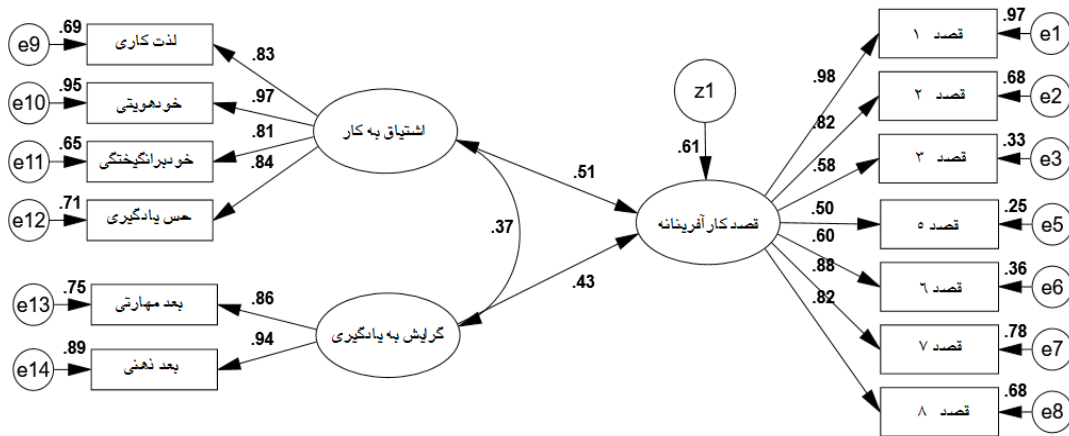 e9
.69
لذت کاری
.83
e10
.95
خودهویتی
.97
e11
.65
خودبرانگیختگی
.81
e12
.71
حس یادگیری
.84
اشتیاق به کار
e13
.75
بعد مهارتی
.86
e14
.89
بعد ذهنی
.94
گرایش به یادگیری
.37
.51
.43
z1
.61
قصد کارآفرینانه
.98
قصد ۱
.97
e1
.82
قصد ۲
.68
e2
.58
قصد ۳
.33
e3
.50
قصد ٥
.25
e5
.60
قصد ٦
.36
e6
.88
قصد ۷
.78
e7
.82
قصد ۸
.68
e8